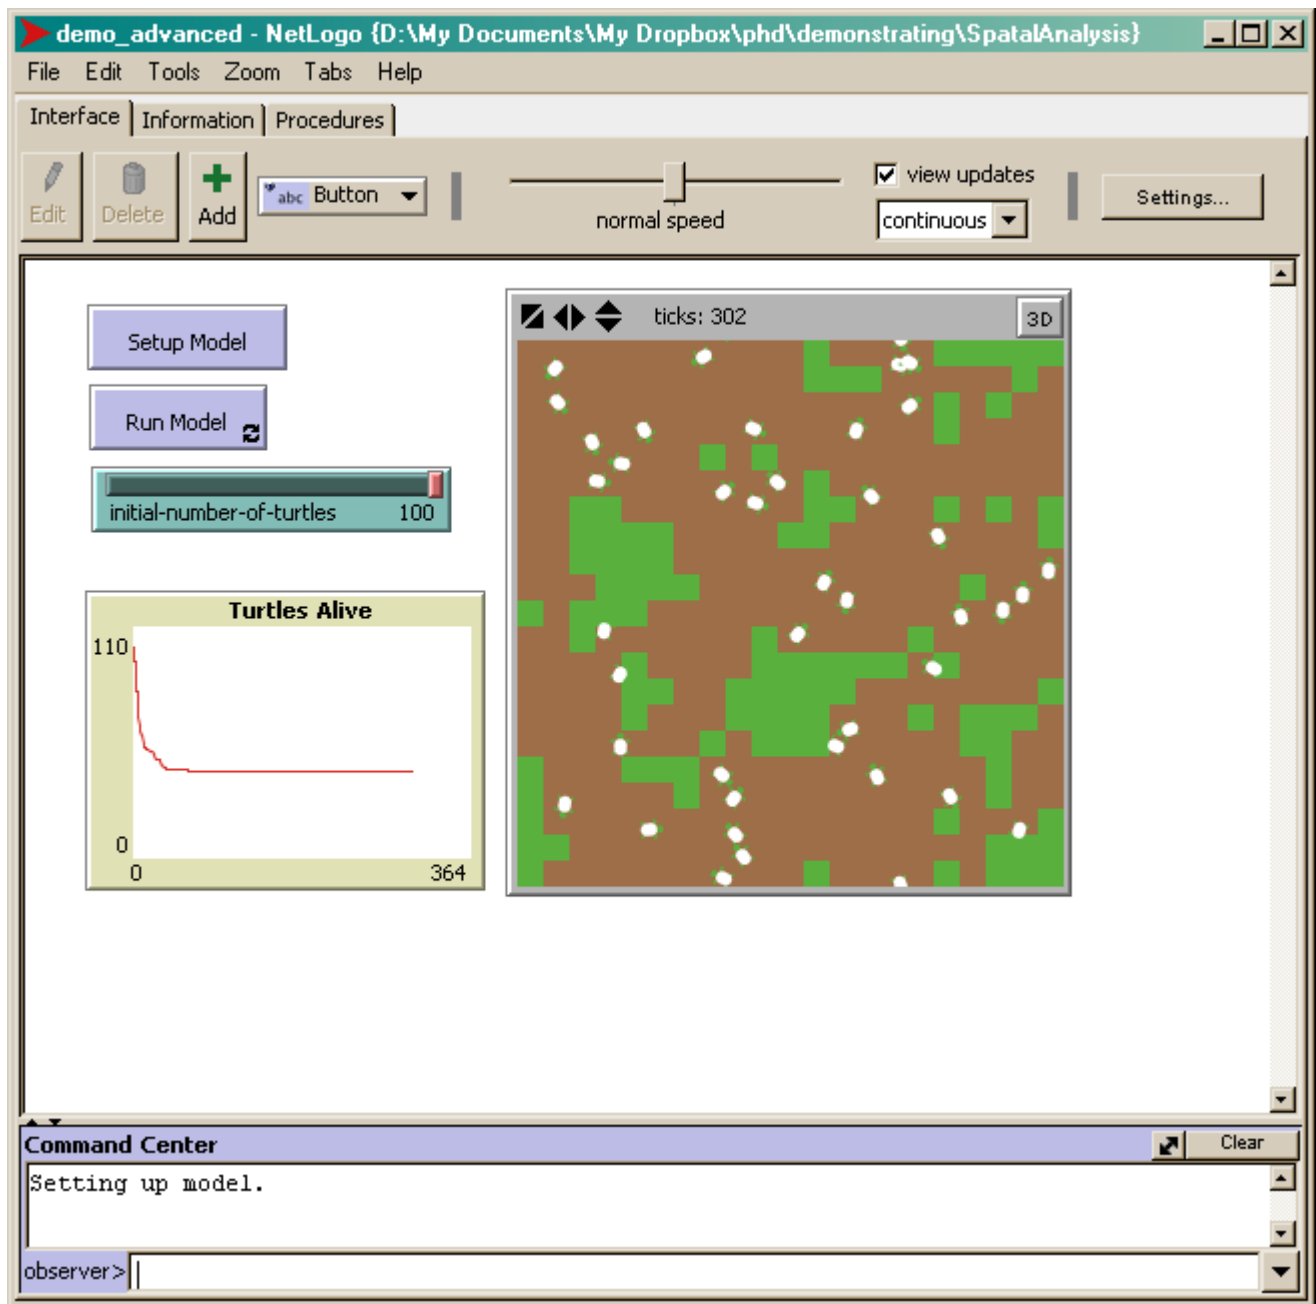 demo_advanced - NetLogo {D:\My Documents\My Dropbox\phd\demonstrating\SpatalAnalysis}
File Edit Tools Zoom Tabs Help
Interface Information Procedures
Edit Delete Add abc Button normal speed view updates continuous Settings...
Setup Model
Run Model
initial-number-of-turtles 100
Turtles Alive
110
0
0 364
ticks: 302 3D
Command Center Clear
Setting up model.
observer>